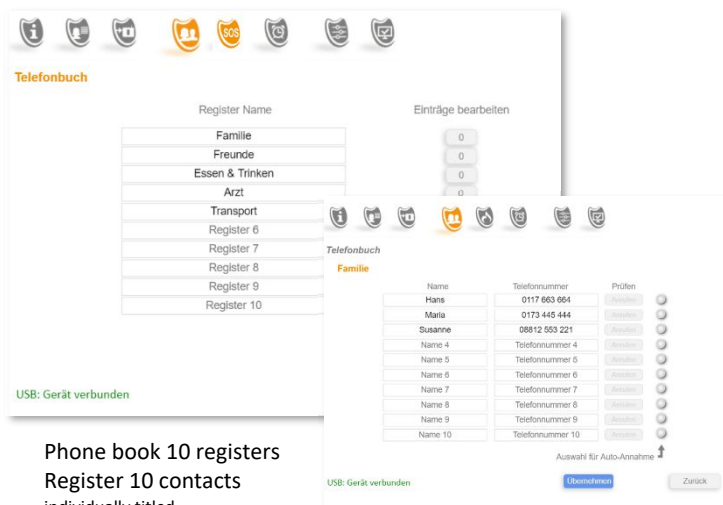 SOS
Telefonbuch
Register Name Einträge bearbeiten
Familie 0
Freunde 0
Essen & Trinken 0
Arzt 0
Transport
Register 6
Register 7
Register 8
Register 9
Register 10
USB: Gerät verbunden
Telefonbuch
Familie
Name Telefonnummer Prüfen
Hans 0117 663 664 Anrufen
Maria 0173 445 444 Anrufen
Susanne 08812 553 221 Anrufen
Name 4 Telefonnummer 4 Anrufen
Name 5 Telefonnummer 5 Anrufen
Name 6 Telefonnummer 6 Anrufen
Name 7 Telefonnummer 7 Anrufen
Name 8 Telefonnummer 8 Anrufen
Name 9 Telefonnummer 9 Anrufen
Name 10 Telefonnummer 10 Anrufen
Auswahl für Auto-Annahme
USB: Gerät verbunden Übernehmen Zurück
Phone book 10 registers
Register 10 contacts
individually titled